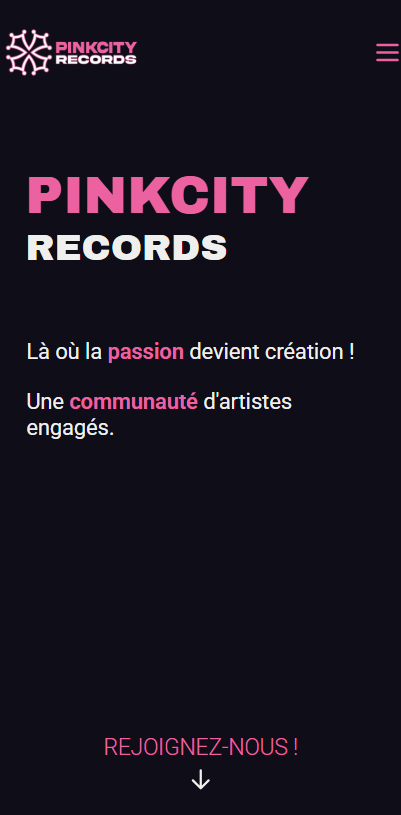 PINKCITY
RECORDS
PINKCITY
RECORDS
Là où la passion devient création !
Une communauté d'artistes
engagés.
REJOIGNEZ-NOUS !